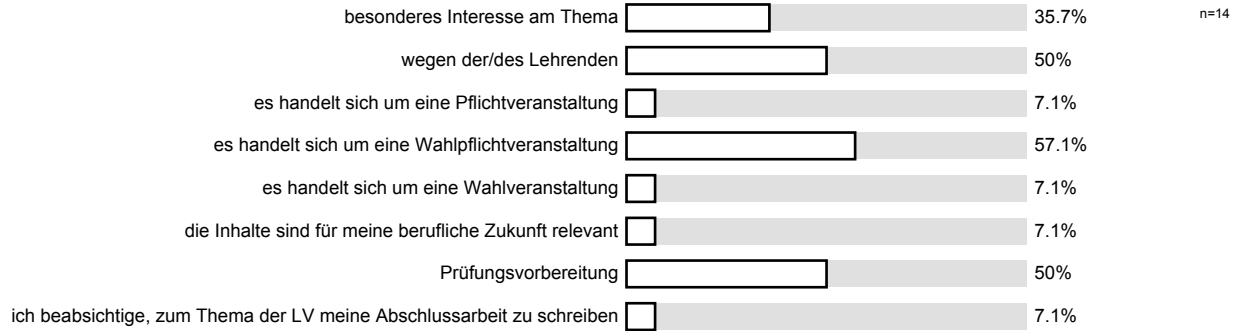 besonderes Interesse am Thema 35.7% n=14
wegen der/des Lehrenden 50%
es handelt sich um eine Pflichtveranstaltung 7.1%
es handelt sich um eine Wahlpflichtveranstaltung 57.1%
es handelt sich um eine Wahlveranstaltung 7.1%
die Inhalte sind für meine berufliche Zukunft relevant 7.1%
Prüfungsvorbereitung 50%
ich beabsichtige, zum Thema der LV meine Abschlussarbeit zu schreiben 7.1%